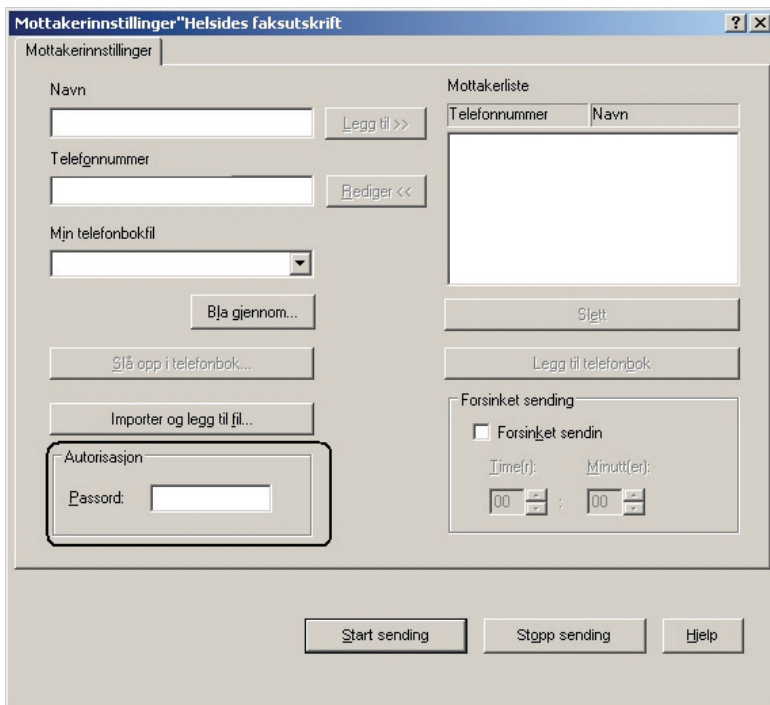 Mottakerinnstillinger"Helsides faksutskrift
Mottakerinnstillinger
Navn
Legg til >>
Telefonnummer
Rediger <<
Min telefonbokfil
Bla gjennom...
Slå opp i telefonbok...
Importer og legg til fil...
Autorisasjon
Passord:
Mottakerliste
Telefonnummer Navn
Slett
Legg til telefonbok
Forsinket sending
Forsinket sendin
Time(r): Minutt(er):
00 : 00
Start sending Stopp sending Hjelp